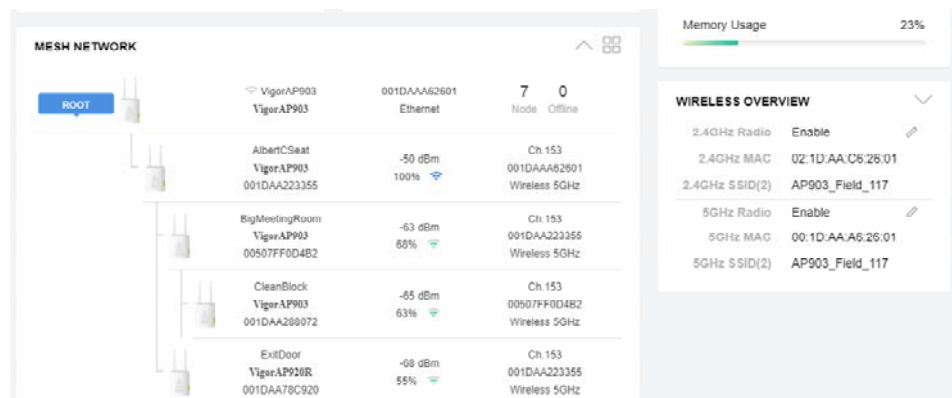 MESH NETWORK
ROOT
VigorAP903
VigorAP903
001DAAA62601
Ethernet
7 0
Node Offline
AlbertCSeat
VigorAP903
001DAA223355
-50 dBm
100%
Ch.153
001DAAA62601
Wireless 5GHz
BigMeetingRoom
VigorAP903
00507FF0D4B2
-63 dBm
68%
Ch.153
001DAA223355
Wireless 5GHz
CleanBlock
VigorAP903
001DAA288072
-65 dBm
63%
Ch.153
00507FF0D4B2
Wireless 5GHz
ExitDoor
VigorAP920R
001DAA78C920
-68 dBm
55%
Ch.153
001DAA223355
Wireless 5GHz
Memory Usage 23%
WIRELESS OVERVIEW
2.4GHz Radio Enable
2.4GHz MAC 02:1D:AA:C6:26:01
2.4GHz SSID(2) AP903_Field_117
5GHz Radio Enable
5GHz MAC 00:1D:AA:A6:26:01
5GHz SSID(2) AP903_Field_117